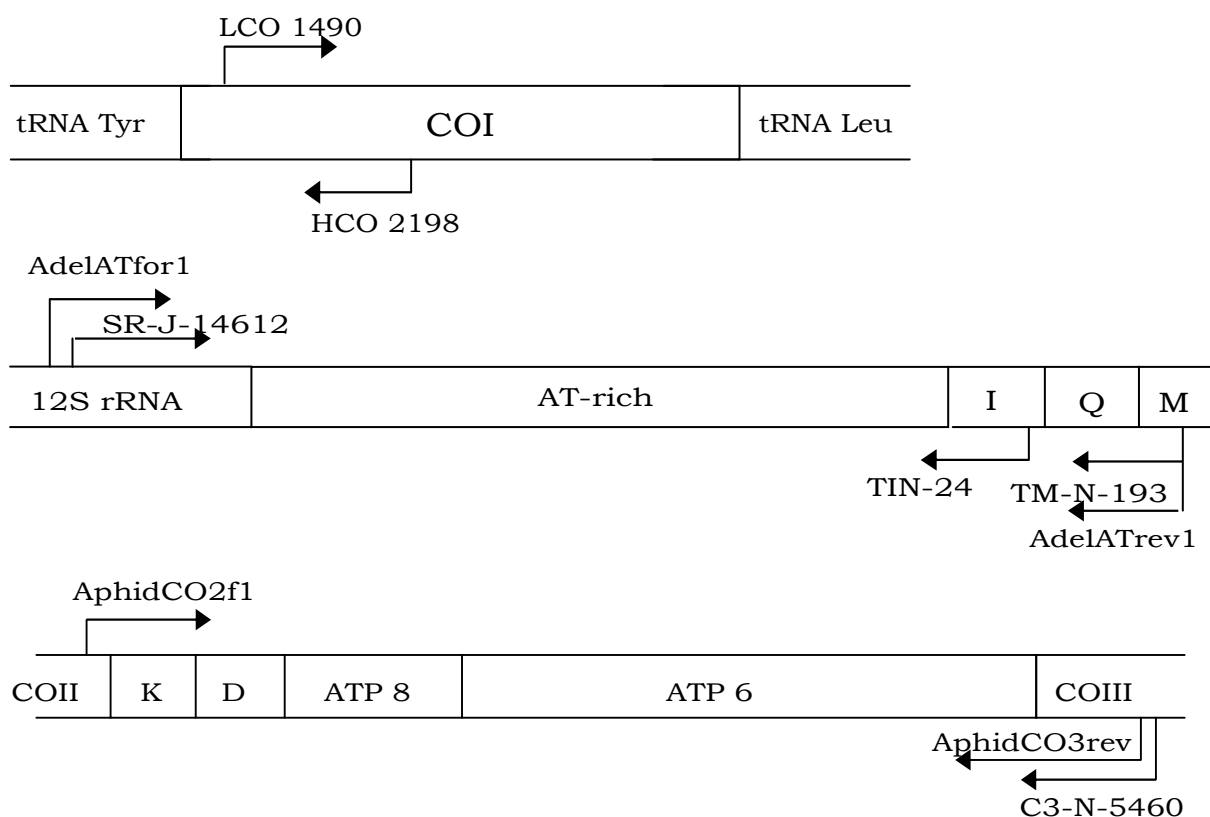 LCO 1490
tRNA Tyr COI tRNA Leu
HCO 2198
AdelATfor1
SR-J-14612
12S rRNA AT-rich I Q M
TIN-24 TM-N-193
AdelATrev1
AphidCO2f1
COII K D ATP 8 ATP 6 COIII
AphidCO3rev
C3-N-5460